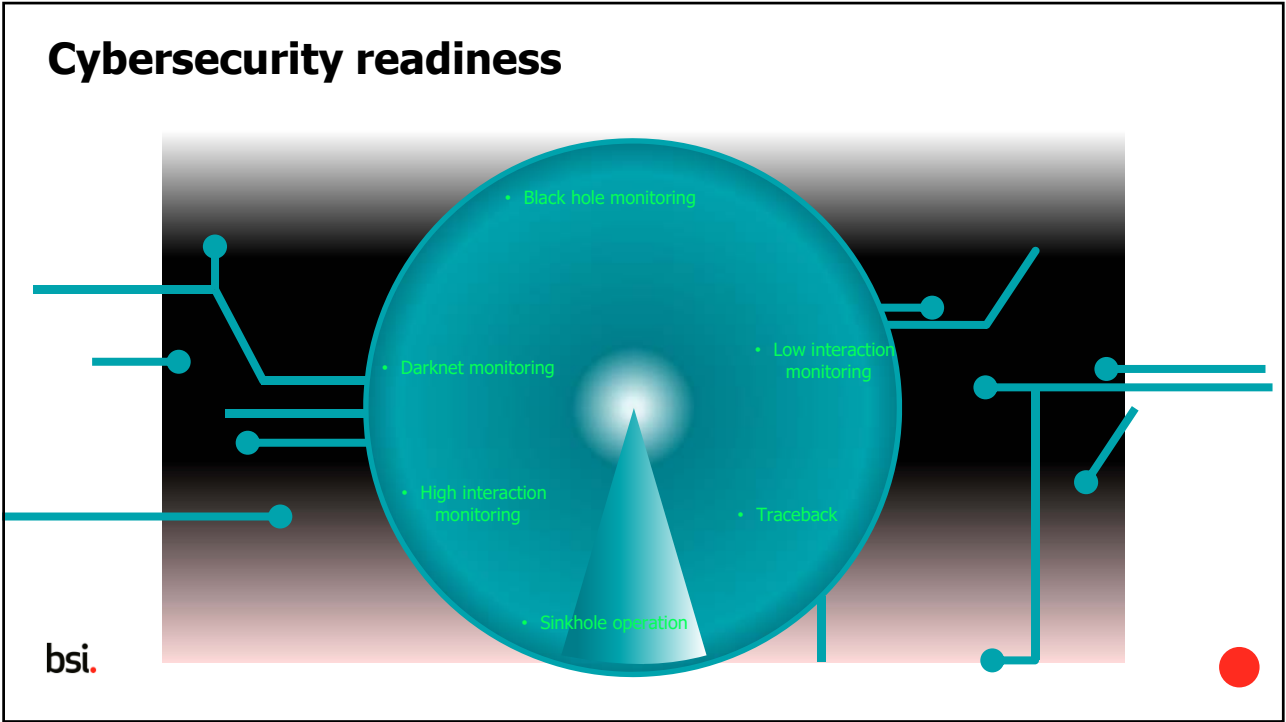 Cybersecurity readiness
• Black hole monitoring
• Low interaction
monitoring
• Darknet monitoring
• High interaction
monitoring
• Traceback
• Sinkhole operation
bsi.